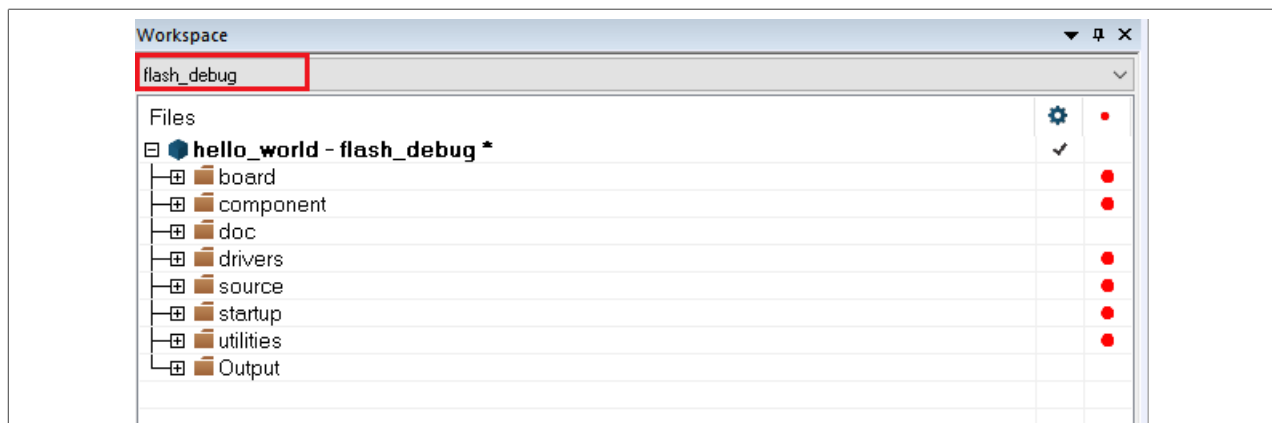 Workspace
flash_debug
Files
hello_world - flash_debug *
board
component
doc
drivers
source
startup
utilities
Output